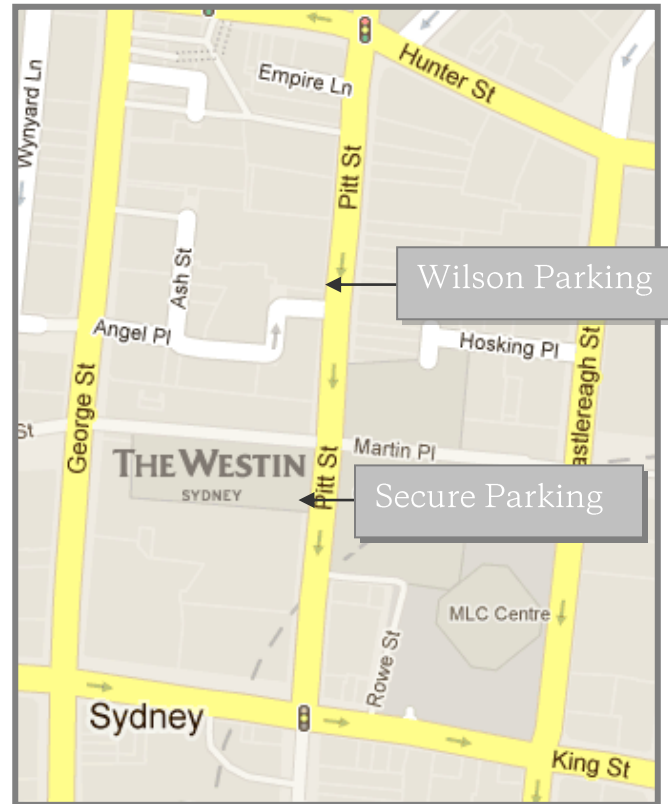 Wynyard Ln
Empire Ln
Hunter St
Pitt St
Ash St
Wilson Parking
Angel Pl
Hosking Pl
George St
astlereagh St
St
Martin Pl
THE WESTIN
SYDNEY
Pitt St
Secure Parking
MLC Centre
Rowe St
Sydney
King St